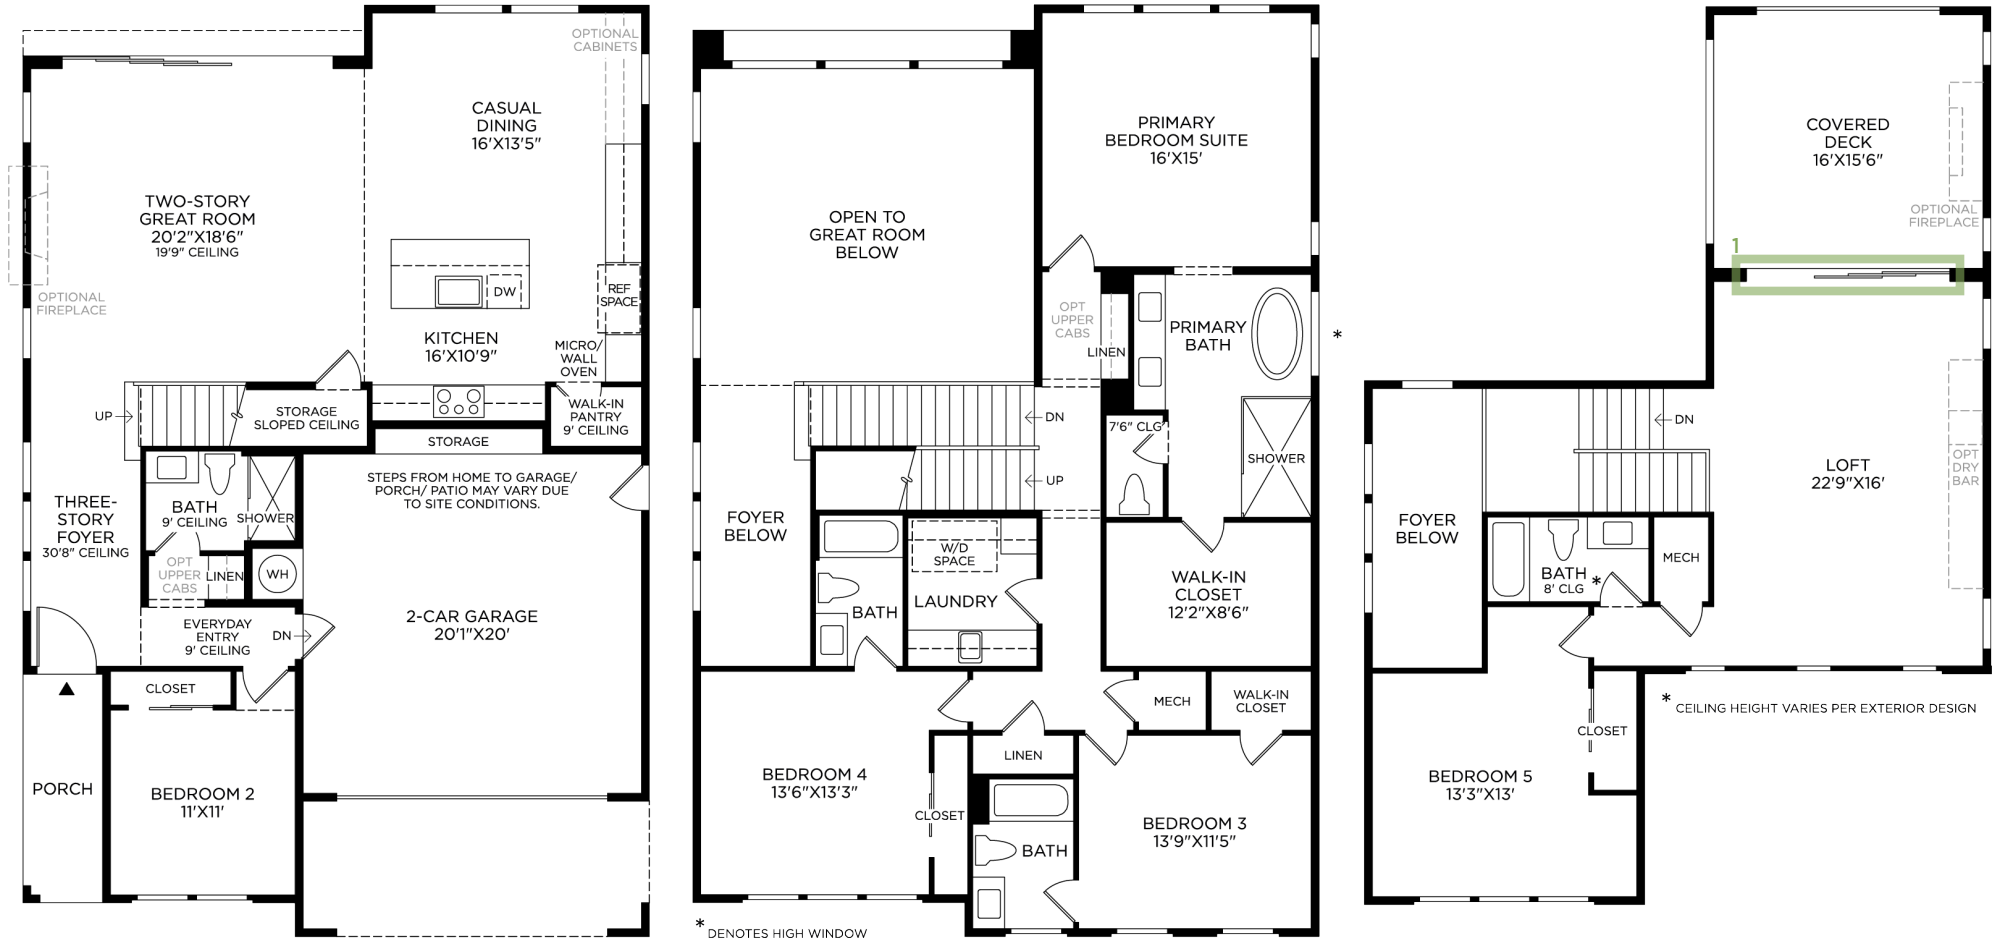 OPTIONAL
CABINETS
CASUAL
DINING
16'X13'5"
TWO-STORY
GREAT ROOM
20'2"X18'6"
19'9" CEILING
OPTIONAL
FIREPLACE
DW
REF
SPACE
KITCHEN
16'X10'9"
MICRO/
WALL
OVEN
UP
STORAGE
SLOPED CEILING
WALK-IN
PANTRY
9' CEILING
STORAGE
STEPS FROM HOME TO GARAGE/
PORCH/ PATIO MAY VARY DUE
TO SITE CONDITIONS.
THREE-
STORY
FOYER
30'8" CEILING
BATH
9' CEILING
SHOWER
OPT
UPPER
CABS
LINEN
WH
2-CAR GARAGE
20'1"X20'
EVERYDAY
ENTRY
9' CEILING
DN
CLOSET
PORCH
BEDROOM 2
11'X11'
PRIMARY
BEDROOM SUITE
16'X15'
OPEN TO
GREAT ROOM
BELOW
OPT
UPPER
CABS
LINEN
PRIMARY
BATH
*
DN
7'6" CLG
SHOWER
UP
FOYER
BELOW
W/D
SPACE
LAUNDRY
BATH
WALK-IN
CLOSET
12'2"X8'6"
MECH
WALK-IN
CLOSET
LINEN
BEDROOM 4
13'6"X13'3"
CLOSET
BATH
BEDROOM 3
13'9"X11'5"
* DENOTES HIGH WINDOW
COVERED
DECK
16'X15'6"
OPTIONAL
FIREPLACE
1
DN
LOFT
22'9"X16'
OPT
DRY
BAR
FOYER
BELOW
BATH
8' CLG
*
MECH
* CEILING HEIGHT VARIES PER EXTERIOR DESIGN
CLOSET
BEDROOM 5
13'3"X13'